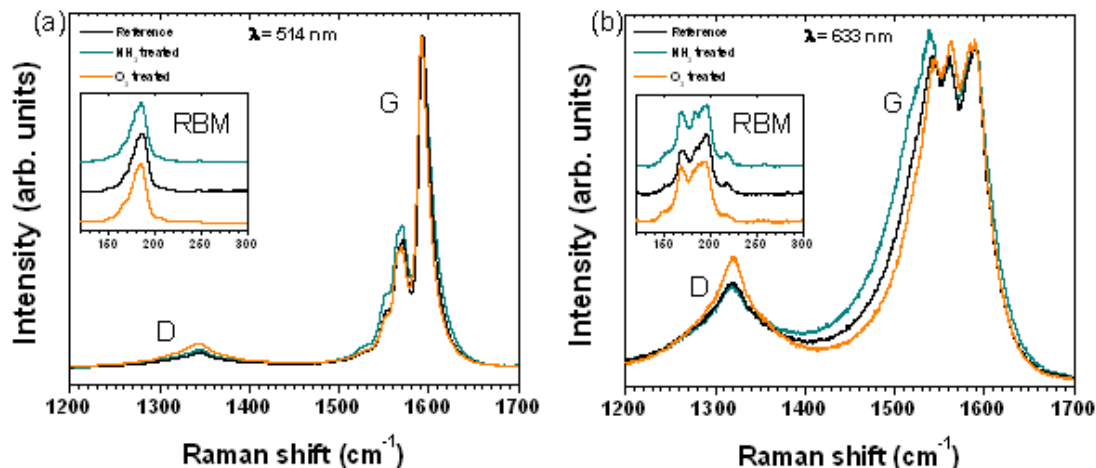 (a)
Reference
NH₃ treated
O₃ treated
λ = 514 nm
RBM
160 200 250 300
G
D
Intensity (arb. units)
1200 1300 1400 1500 1600 1700
Raman shift (cm⁻¹)
(b)
Reference
NH₃ treated
O₃ treated
λ = 633 nm
RBM
160 200 250 300
G
D
Intensity (arb. units)
1200 1300 1400 1500 1600 1700
Raman shift (cm⁻¹)